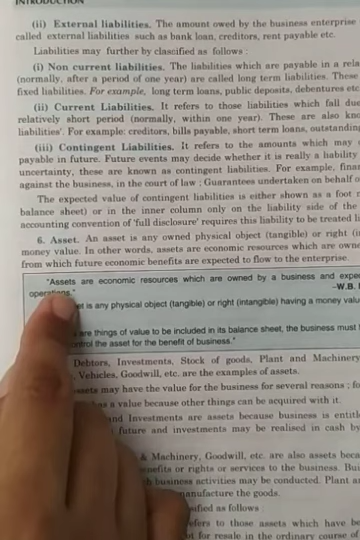 INTRODUCTION
(ii) External liabilities. The amount owed by the business enterprise
called external liabilities such as bank loan, creditors, rent payable etc.
Liabilities may further by classified as follows :
(i) Non current liabilities. The liabilities which are payable in a rela
(normally, after a period of one year) are called long term liabilities. These
fixed liabilities. For example, long term loans, public deposits, debentures etc
(ii) Current Liabilities. It refers to those liabilities which fall due
relatively short period (normally, within one year). These are also kno
liabilities'. For example: creditors, bills payable, short term loans, outstanding
(iii) Contingent Liabilities. It refers to the amounts which may
payable in future. Future events may decide whether it is really a liability
uncertainty, these are known as contingent liabilities. For example, finan
against the business, in the court of law ; Guarantees undertaken on behalf o
The expected value of contingent liabilities is either shown as a foot n
balance sheet) or in the inner column only on the liability side of the
accounting convention of 'full disclosure' requires this liability to be treated l
6. Asset. An asset is any owned physical object (tangible) or right (in
money value. In other words, assets are economic resources which are owne
from which future economic benefits are expected to flow to the enterprise.
"Assets are economic resources which are owned by a business and expec
operations."
–W.B.
et is any physical object (tangible) or right (intangible) having a money valu
are things of value to be included in its balance sheet, the business must
ontrol the asset for the benefit of business."
Debtors, Investments, Stock of goods, Plant and Machinery
Vehicles, Goodwill, etc. are the examples of assets.
ssets may have the value for the business for several reasons ; fo
has a value because other things can be acquired with it.
and Investments are assets because business is entitle
future and investments may be realised in cash by
& Machinery, Goodwill, etc. are also assets beca
benefits or rights or services to the business. Bu
business activities may be conducted. Plant a
manufacture the goods.
ssified as follows
efers to those assets which have be
ot for resale in the ordinary course of